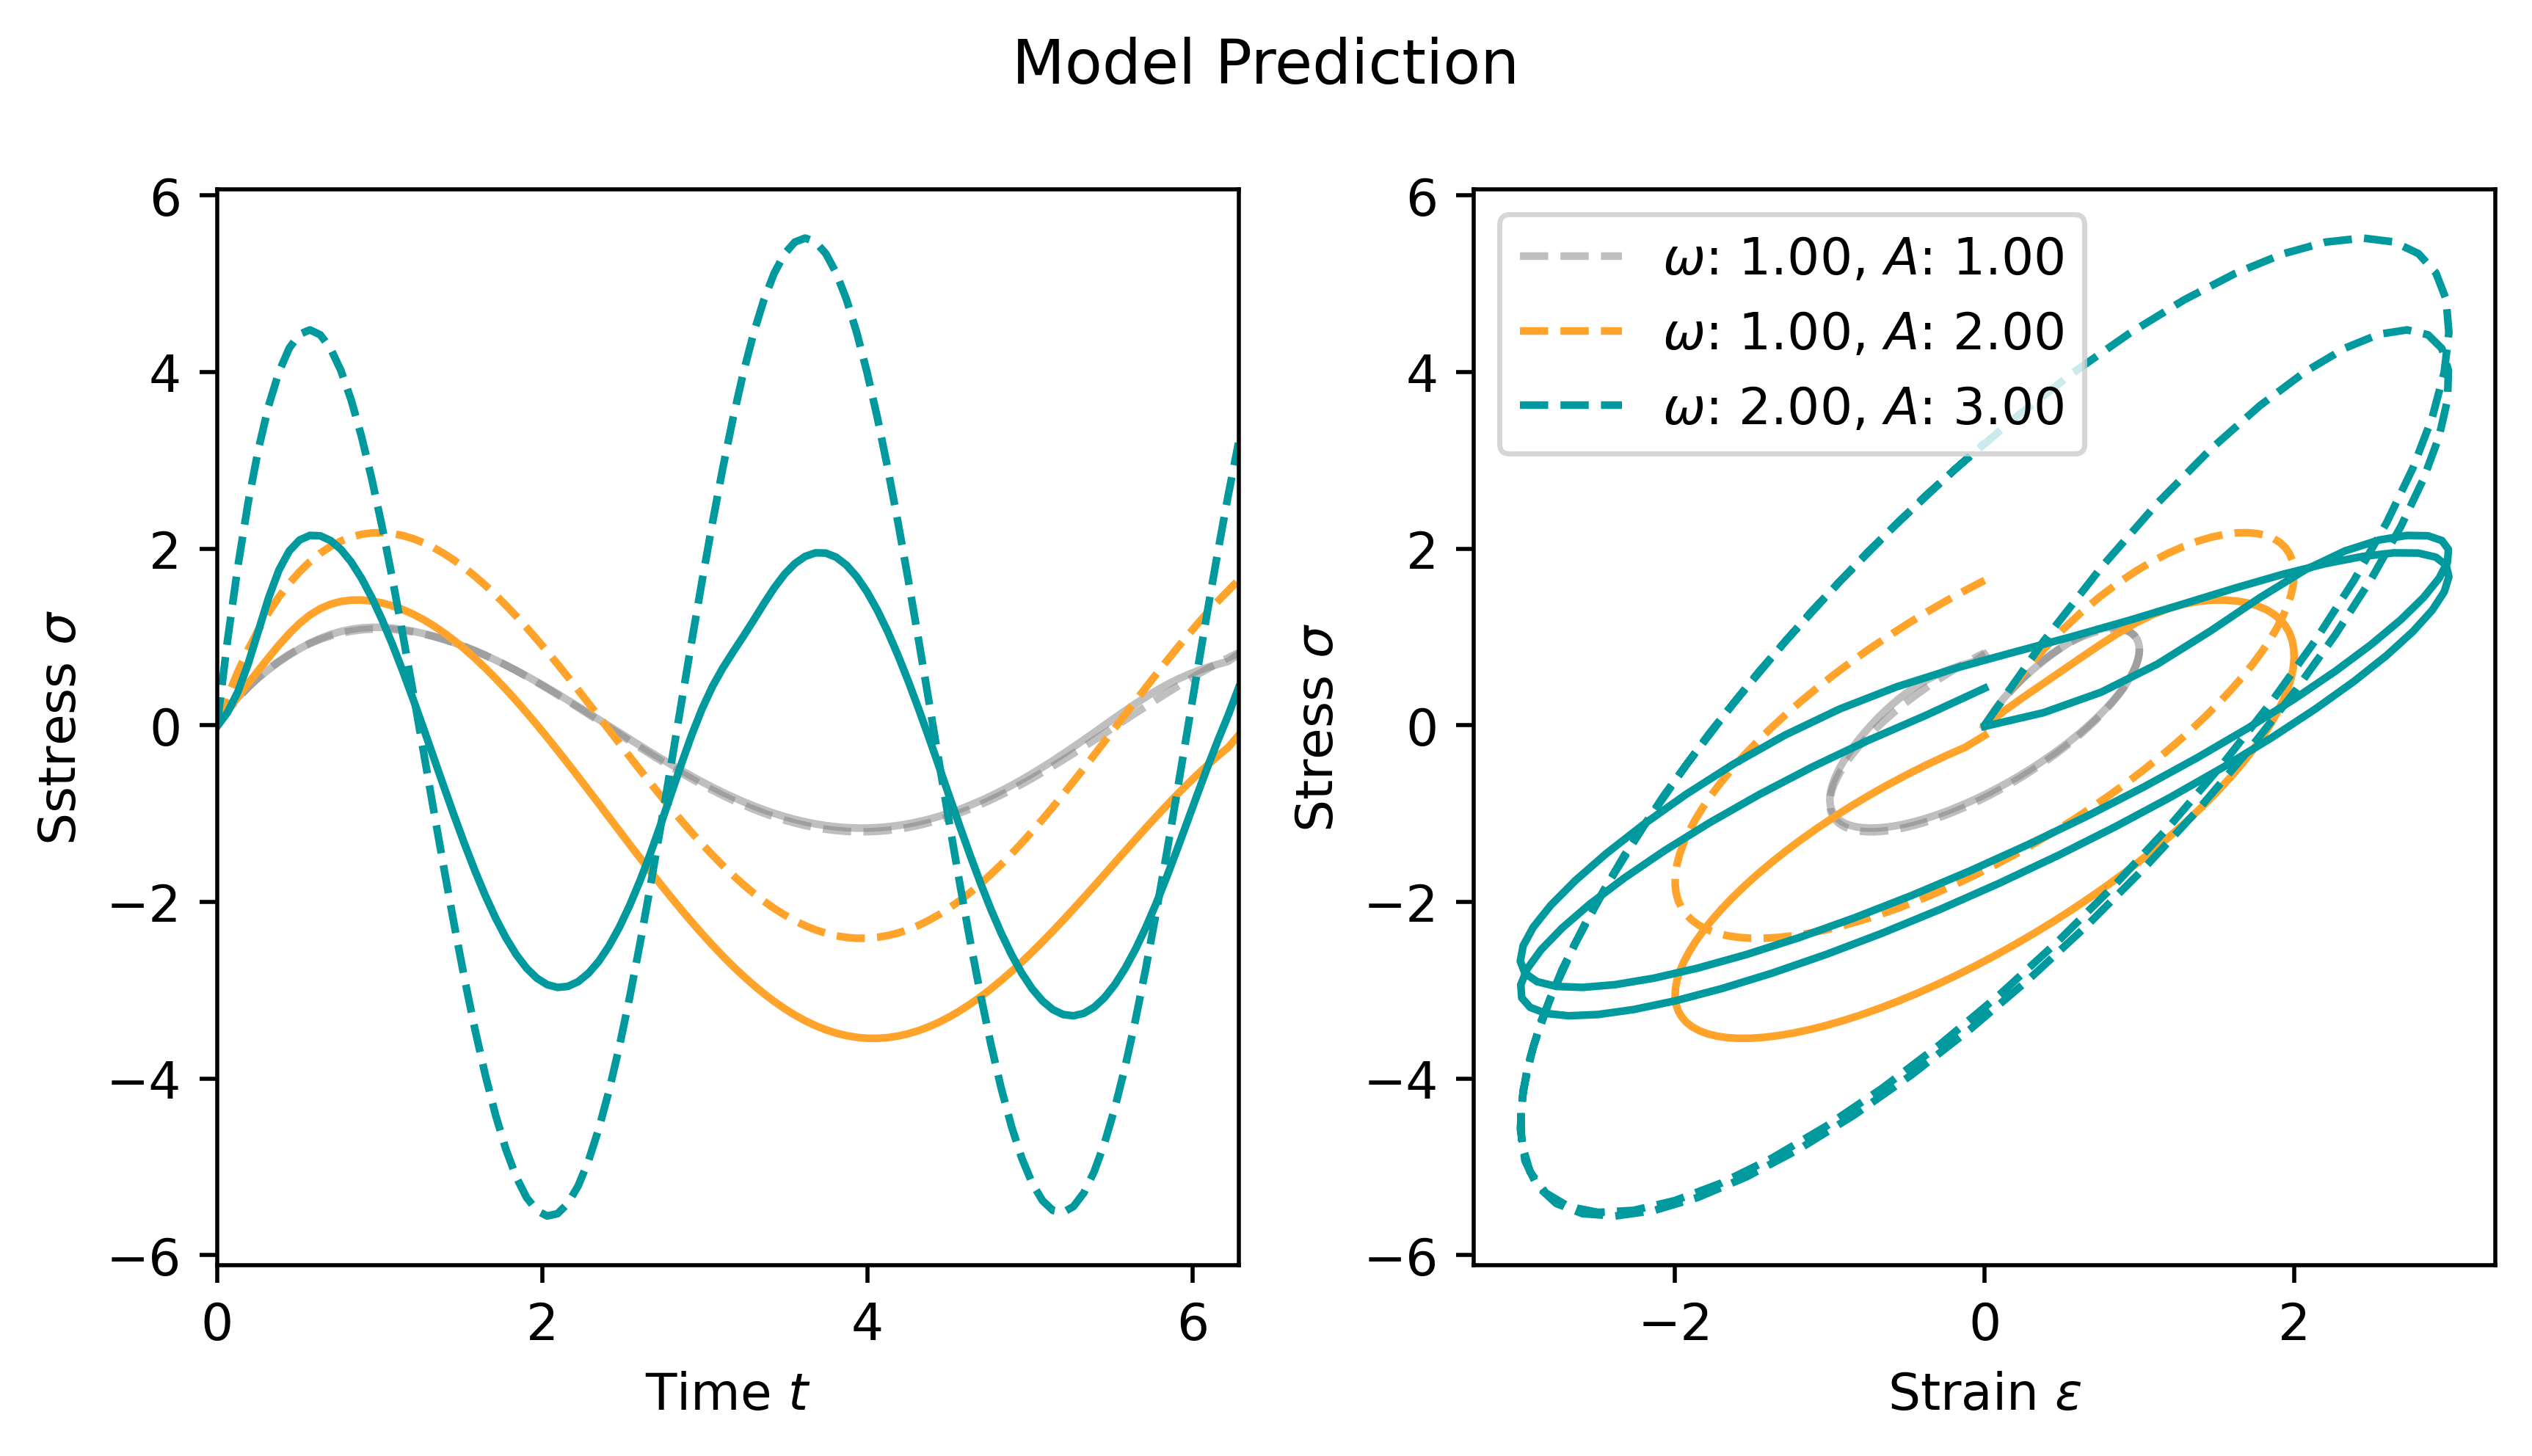 Model Prediction
6
4
2
0
−2
−4
−6
Sstress σ
0 2 4 6
Time t
6
4
2
0
−2
−4
−6
Stress σ
ω: 1.00, A: 1.00
ω: 1.00, A: 2.00
ω: 2.00, A: 3.00
−2 0 2
Strain ε